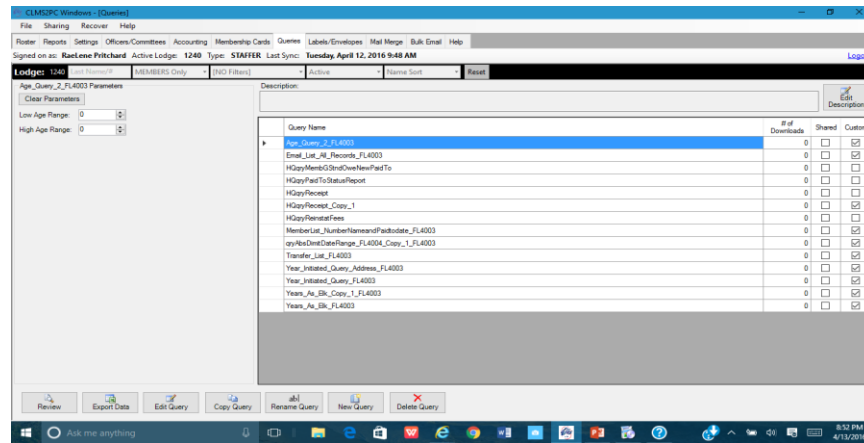 CLMS2PC Windows - [Queries]
File Sharing Recover Help
Roster Reports Settings Officers/Committees Accounting Membership Cards Queries Labels/Envelopes Mail Merge Bulk Email Help
Signed on as: RaeLene Pritchard Active Lodge: 1240 Type: STAFFER Last Sync: Tuesday, April 12, 2016 9:48 AM Logo
Lodge: 1240 Last Name/# MEMBERS Only [NO Filters] Active Name Sort Reset
Age_Query_2_FL4003 Parameters
Clear Parameters
Low Age Range: 0
High Age Range: 0
Description:
Edit
Description
Query Name # of Downloads Shared Custom
Age_Query_2_FL4003 0
Email_List_All_Records_FL4003 0
HQqryMembGStndOweNewPaidTo 0
HQqryPaidToStatusReport 0
HQqryReceipt 0
HQqryReceipt_Copy_1 0
HQqryReinstatFees 0
MemberList_NumberNameandPaidtodate_FL4003 0
qryAbsDimitDateRange_FL4004_Copy_1_FL4003 0
Transfer_List_FL4003 0
Year_Initiated_Query_Address_FL4003 0
Year_Initiated_Query_FL4003 0
Years_As_Elk_Copy_1_FL4003 0
Years_As_Elk_FL4003 0
Review Export Data Edit Query Copy Query Rename Query New Query Delete Query
Ask me anything
8:52 PM
4/13/201